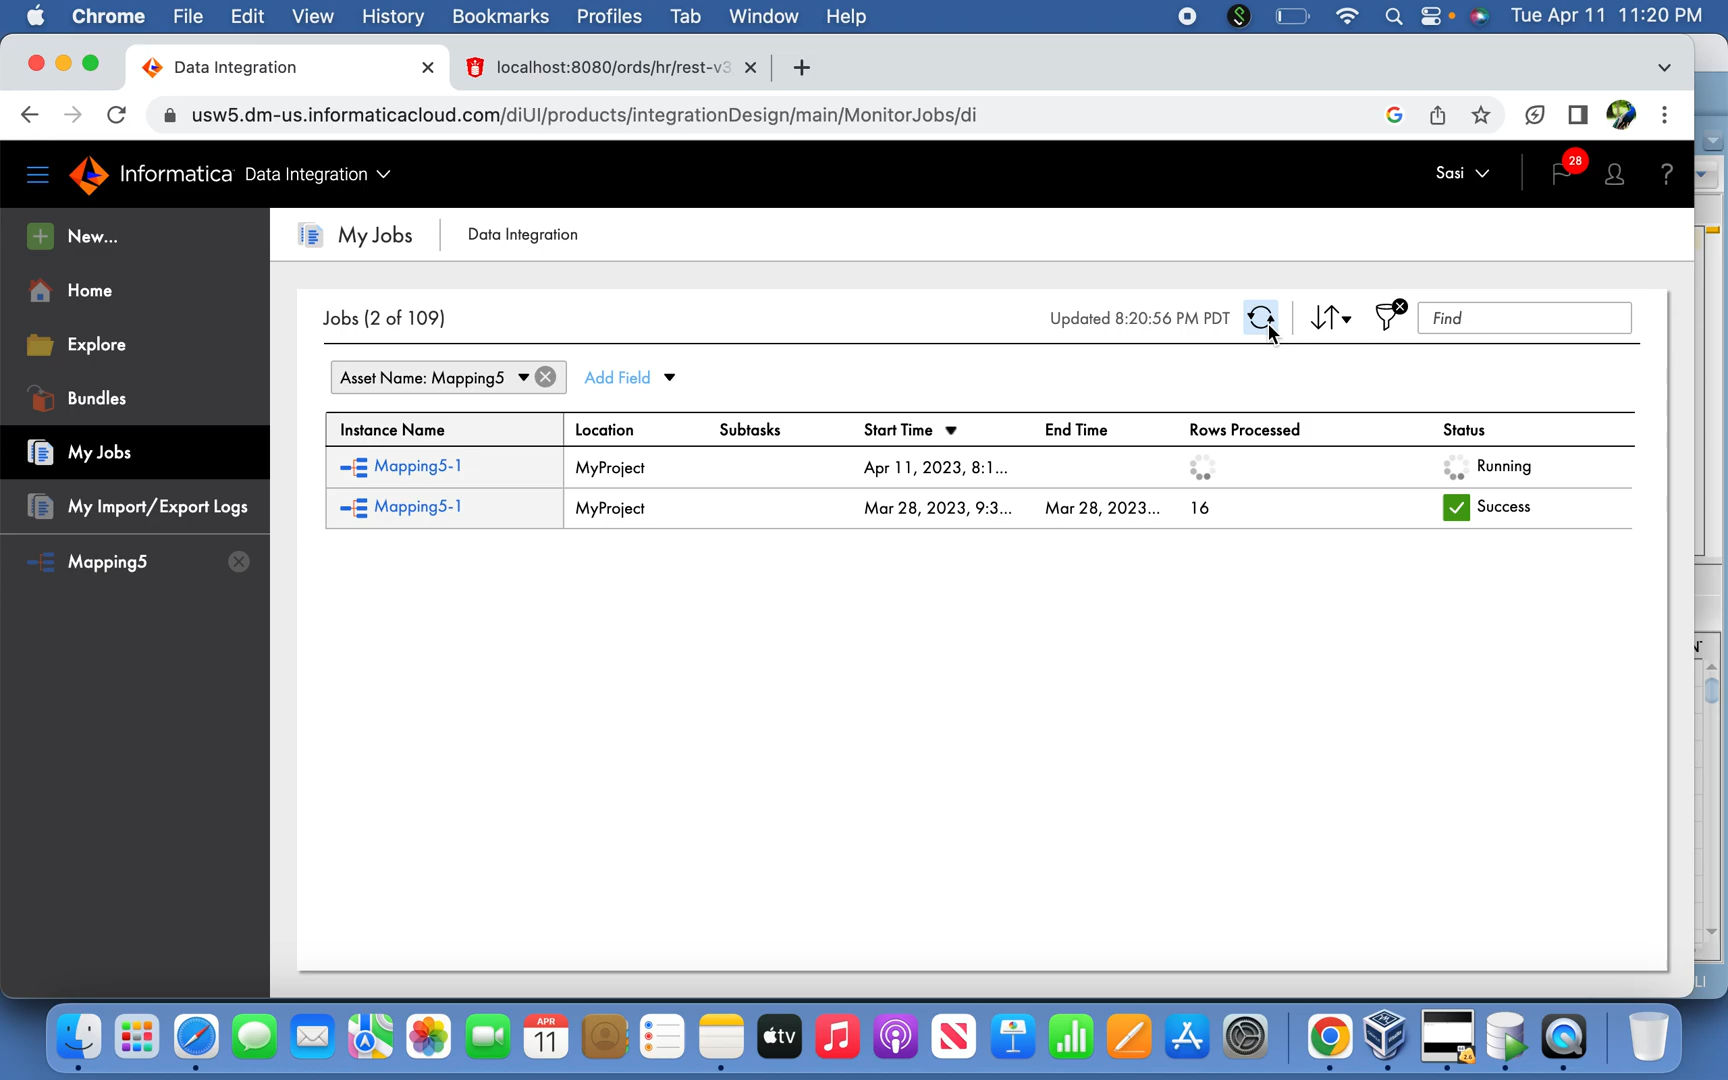 Chrome File Edit View History Bookmarks Profiles Tab Window Help Tue Apr 11 11:20 PM
Data Integration localhost:8080/ords/hr/rest-v3
usw5.dm-us.informaticacloud.com/diUI/products/integrationDesign/main/MonitorJobs/di
Informatica Data Integration Sasi 28 ?
New...
Home
Explore
Bundles
My Jobs
My Import/Export Logs
Mapping5
My Jobs Data Integration
Jobs (2 of 109) Updated 8:20:56 PM PDT Find
Asset Name: Mapping5 Add Field
Instance Name Location Subtasks Start Time End Time Rows Processed Status
Mapping5-1 MyProject Apr 11, 2023, 8:1... Running
Mapping5-1 MyProject Mar 28, 2023, 9:3... Mar 28, 2023... 16 Success
APR
11
tv